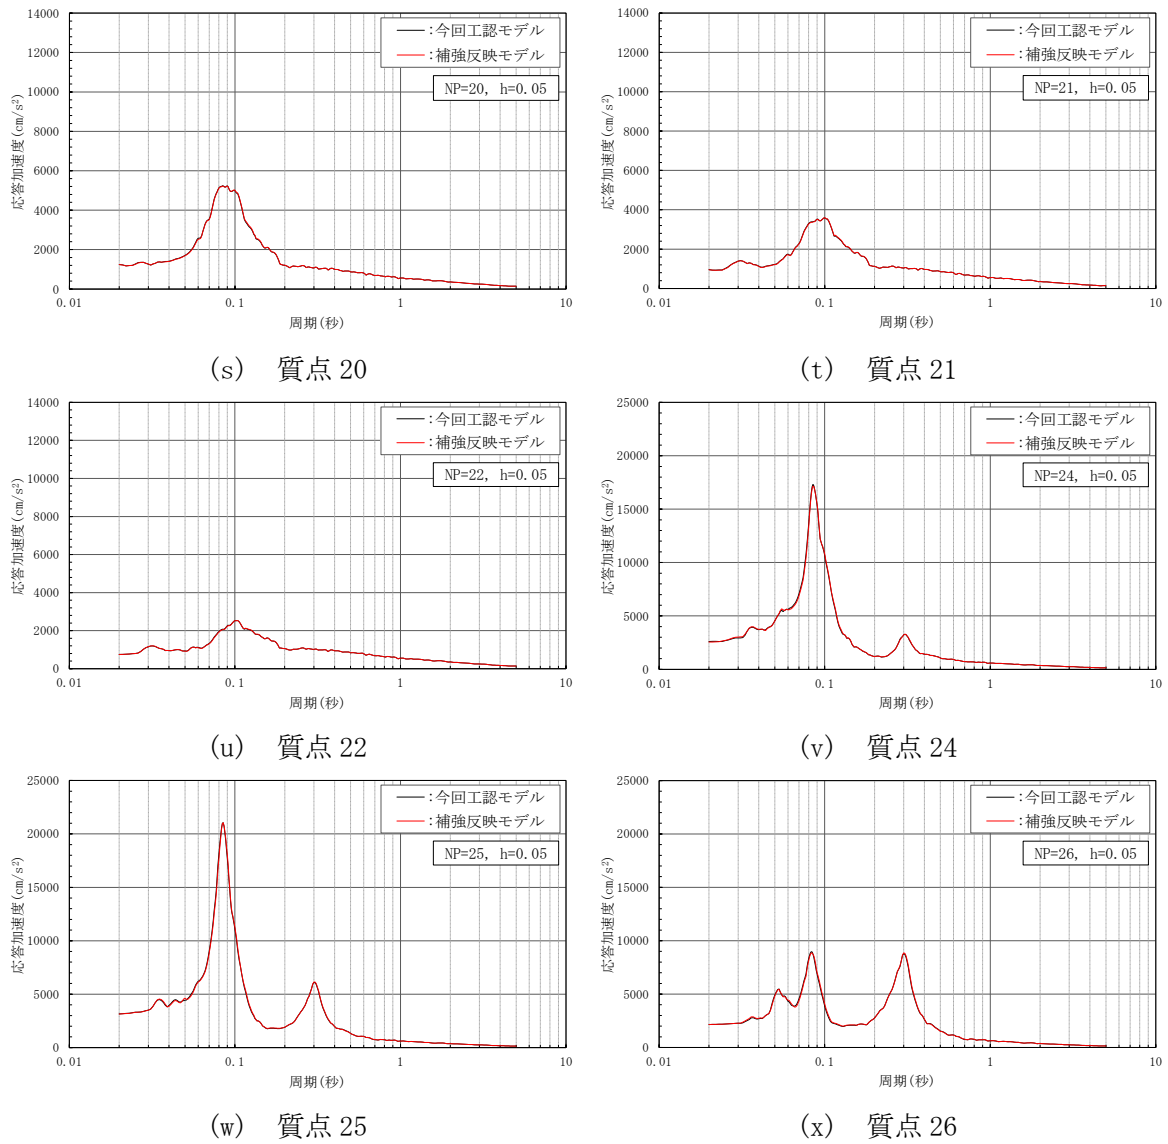 14000
12000
10000
8000
6000
4000
2000
0
0.01 0.1 1 10
応答加速度(cm/s²)
周期(秒)
:今回工認モデル
:補強反映モデル
NP=20, h=0.05
(s) 質点 20
14000
12000
10000
8000
6000
4000
2000
0
0.01 0.1 1 10
応答加速度(cm/s²)
周期(秒)
:今回工認モデル
:補強反映モデル
NP=21, h=0.05
(t) 質点 21
14000
12000
10000
8000
6000
4000
2000
0
0.01 0.1 1 10
応答加速度(cm/s²)
周期(秒)
:今回工認モデル
:補強反映モデル
NP=22, h=0.05
(u) 質点 22
25000
20000
15000
10000
5000
0
0.01 0.1 1 10
応答加速度(cm/s²)
周期(秒)
:今回工認モデル
:補強反映モデル
NP=24, h=0.05
(v) 質点 24
25000
20000
15000
10000
5000
0
0.01 0.1 1 10
応答加速度(cm/s²)
周期(秒)
:今回工認モデル
:補強反映モデル
NP=25, h=0.05
(w) 質点 25
25000
20000
15000
10000
5000
0
0.01 0.1 1 10
応答加速度(cm/s²)
周期(秒)
:今回工認モデル
:補強反映モデル
NP=26, h=0.05
(x) 質点 26